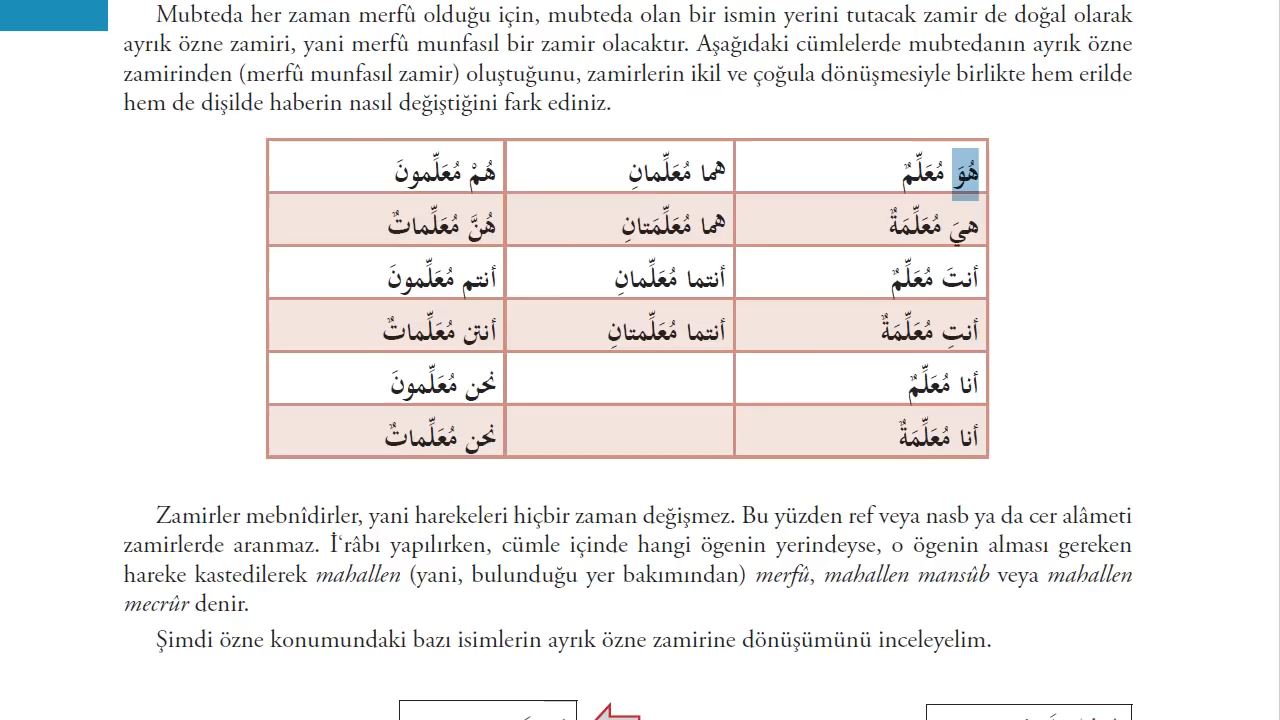 Mubteda her zaman merfû olduğu için, mubteda olan bir ismin yerini tutacak zamir de doğal olarak
ayrık özne zamiri, yani merfû munfasıl bir zamir olacaktır. Aşağıdaki cümlelerde mubtedanın ayrık özne
zamirinden (merfû munfasıl zamir) oluştuğunu, zamirlerin ikil ve çoğula dönüşmesiyle birlikte hem erilde
hem de dişilde haberin nasıl değiştiğini fark ediniz.
هُوَ مُعَلِّمٌ هما مُعَلِّمانِ هُمْ مُعَلِّمونَ
هيَ مُعَلِّمَةٌ هما مُعَلِّمَتانِ هُنَّ مُعَلِّماتٌ
أنتَ مُعَلِّمٌ أنتما مُعَلِّمانِ أنتم مُعَلِّمونَ
أنتِ مُعَلِّمَةٌ أنتما مُعَلِّمتانِ أنتن مُعَلِّماتٌ
أنا مُعَلِّمٌ نحن مُعَلِّمونَ
أنا مُعَلِّمَةٌ نحن مُعَلِّماتٌ
Zamirler mebnîdirler, yani harekeleri hiçbir zaman değişmez. Bu yüzden ref veya nasb ya da cer alâmeti
zamirlerde aranmaz. İ‘râbı yapılırken, cümle içinde hangi ögenin yerindeyse, o ögenin alması gereken
hareke kastedilerek mahallen (yani, bulunduğu yer bakımından) merfû, mahallen mansûb veya mahallen
mecrûr denir.
Şimdi özne konumundaki bazı isimlerin ayrık özne zamirine dönüşümünü inceleyelim.